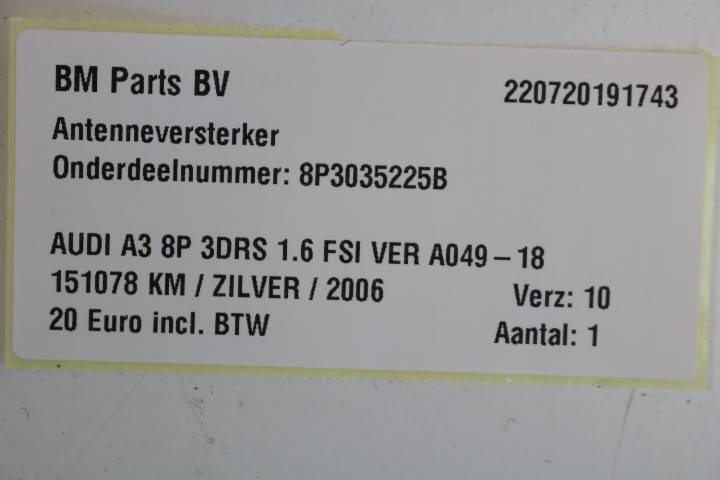 BM Parts BV 220720191743
Antenneversterker
Onderdeelnummer: 8P3035225B
AUDI A3 8P 3DRS 1.6 FSI VER A049-18
151078 KM / ZILVER / 2006 Verz: 10
20 Euro incl. BTW Aantal: 1